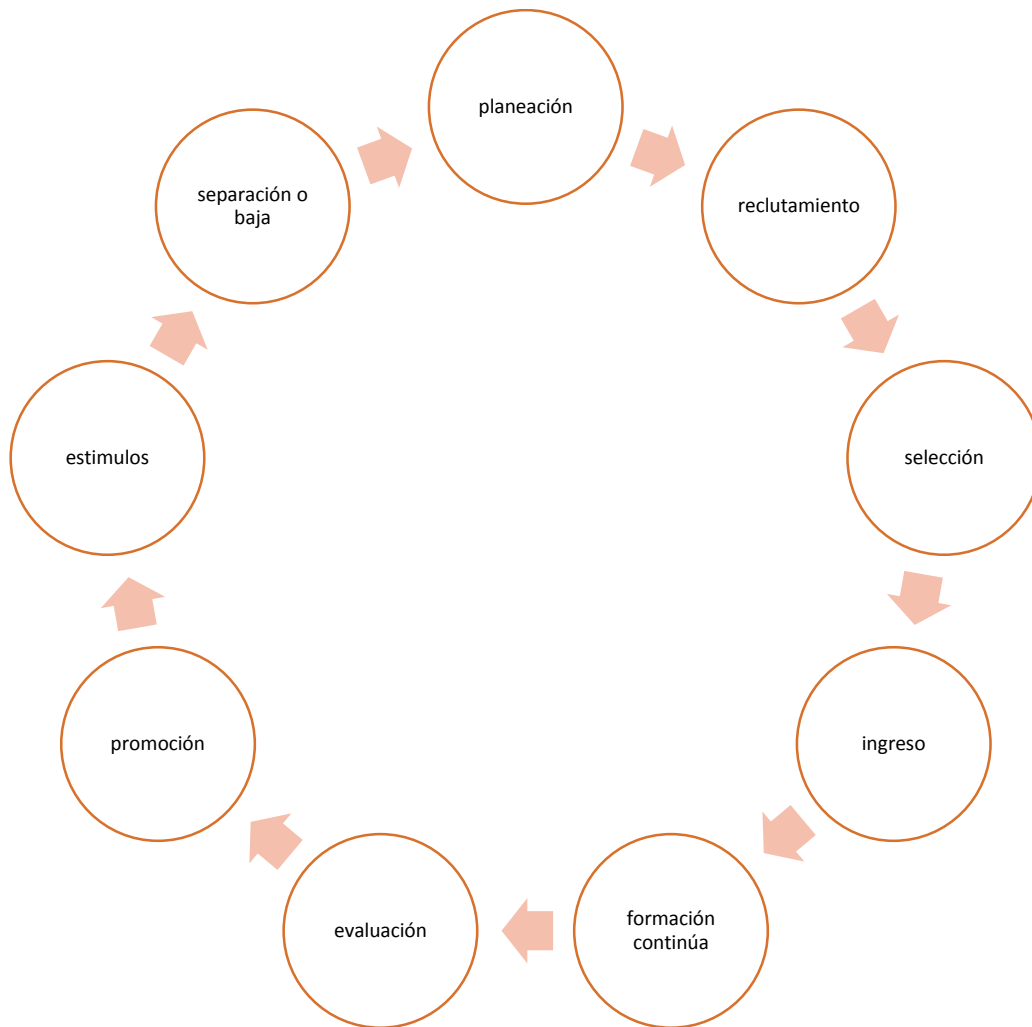 planeación
reclutamiento
selección
ingreso
formación
continúa
evaluación
promoción
estimulos
separación o
baja